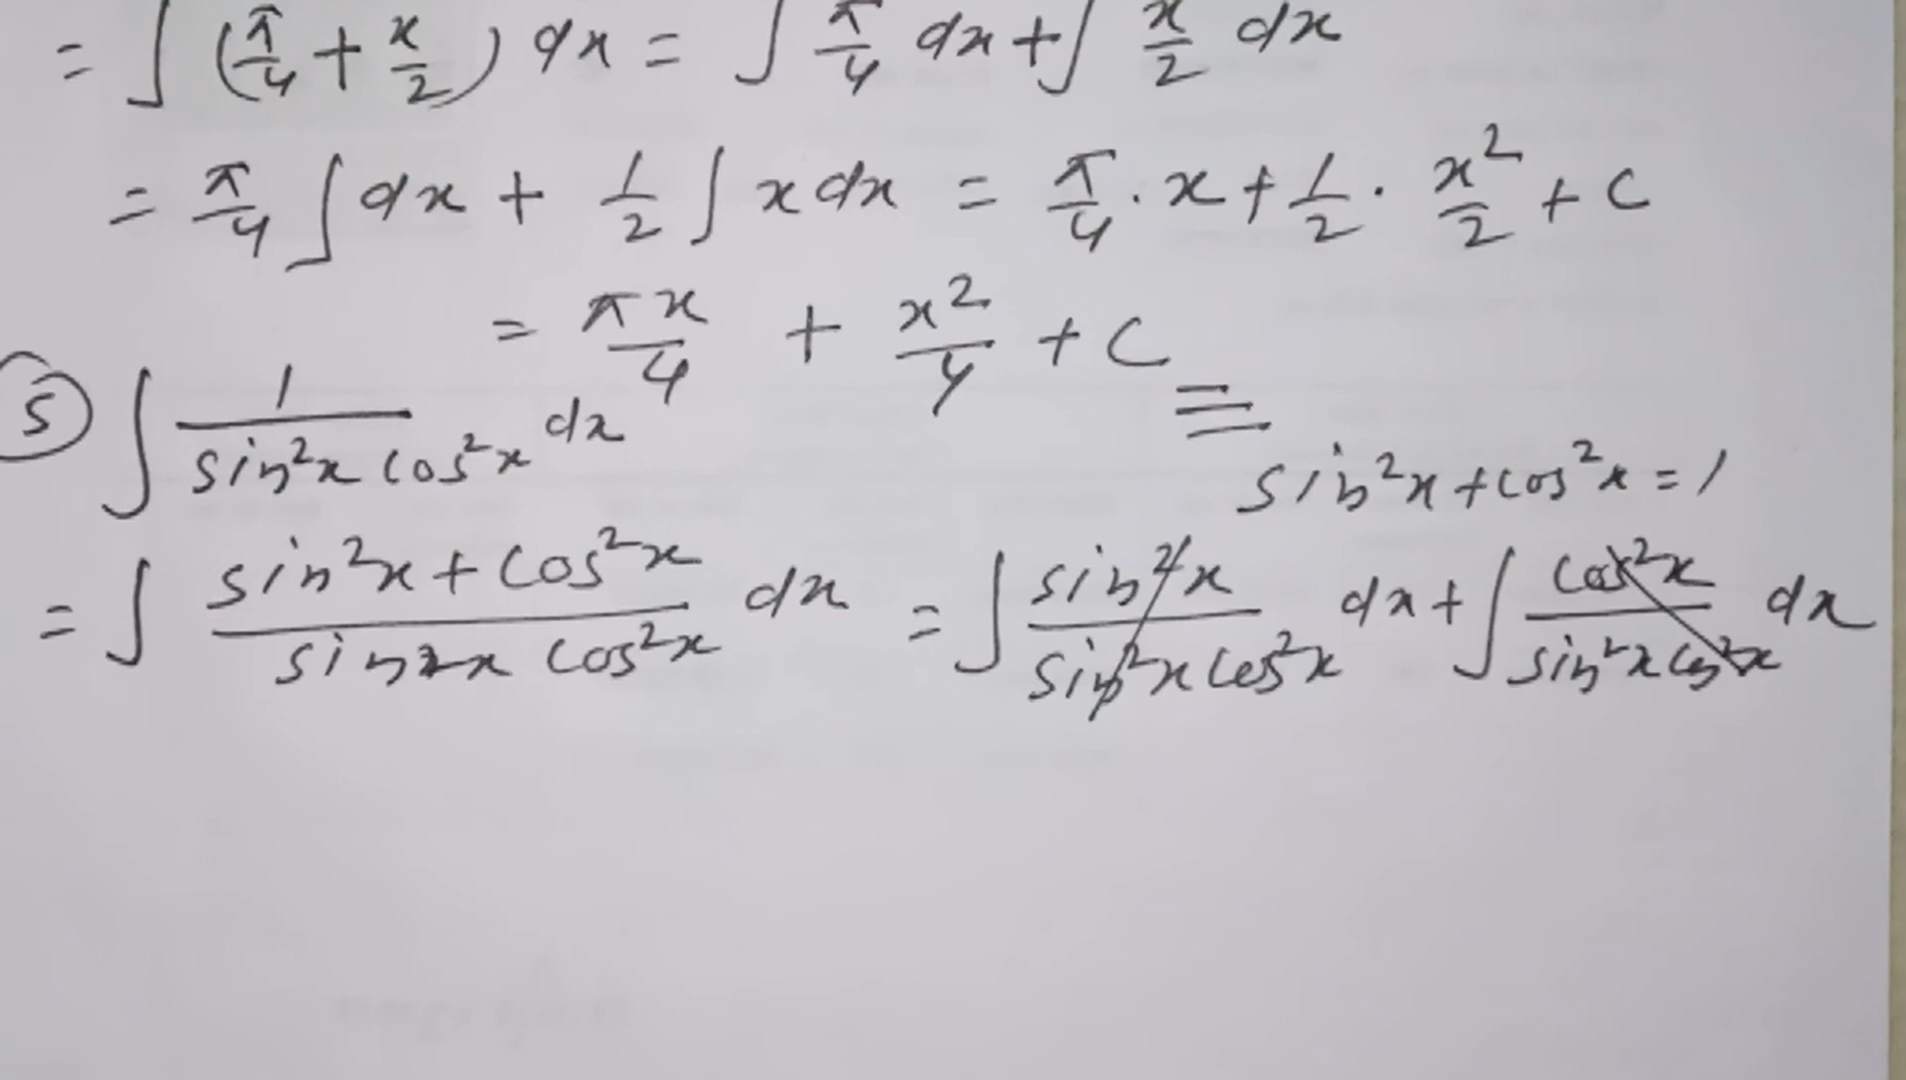 = ∫ (π/4 + x/2) dx = ∫ π/4 dx + ∫ x/2 dx
= π/4 ∫ dx + 1/2 ∫ x dx = π/4 · x + 1/2 · x²/2 + C
= πx/4 + x²/4 + C
⑤ ∫ 1/(sin²x cos²x) dx
sin²x + cos²x = 1
= ∫ (sin²x + cos²x)/(sin²x cos²x) dx = ∫ sin²x/(sin²x cos²x) dx + ∫ cos²x/(sin²x cos²x) dx